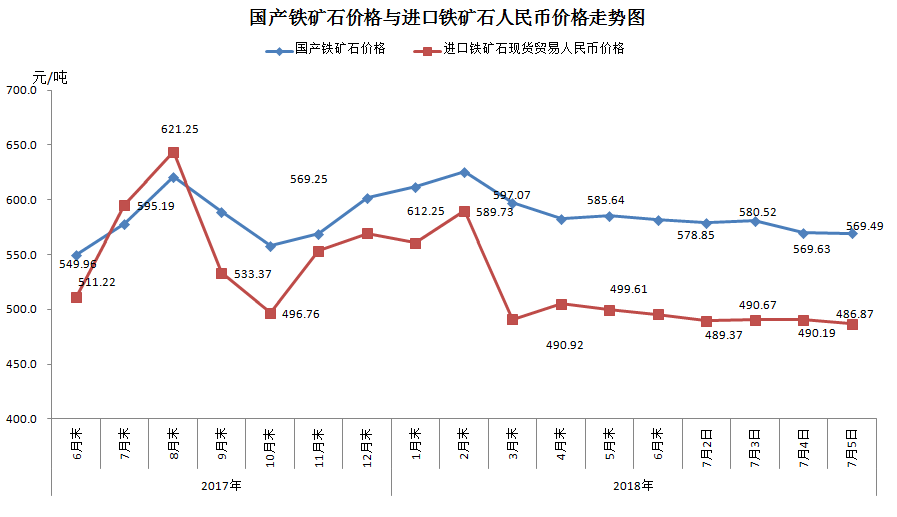 国产铁矿石价格与进口铁矿石人民币价格走势图
国产铁矿石价格 进口铁矿石现货贸易人民币价格
元/吨
700.0
650.0
600.0
550.0
500.0
450.0
400.0
621.25
595.19
549.96
511.22
533.37
496.76
569.25
612.25
589.73
597.07
490.92
585.64
499.61
578.85
489.37
580.52
490.67
569.63
490.19
569.49
486.87
6月末
7月末
8月末
9月末
10月末
11月末
12月末
1月末
2月末
3月末
4月末
5月末
6月末
7月2日
7月3日
7月4日
7月5日
2017年 2018年